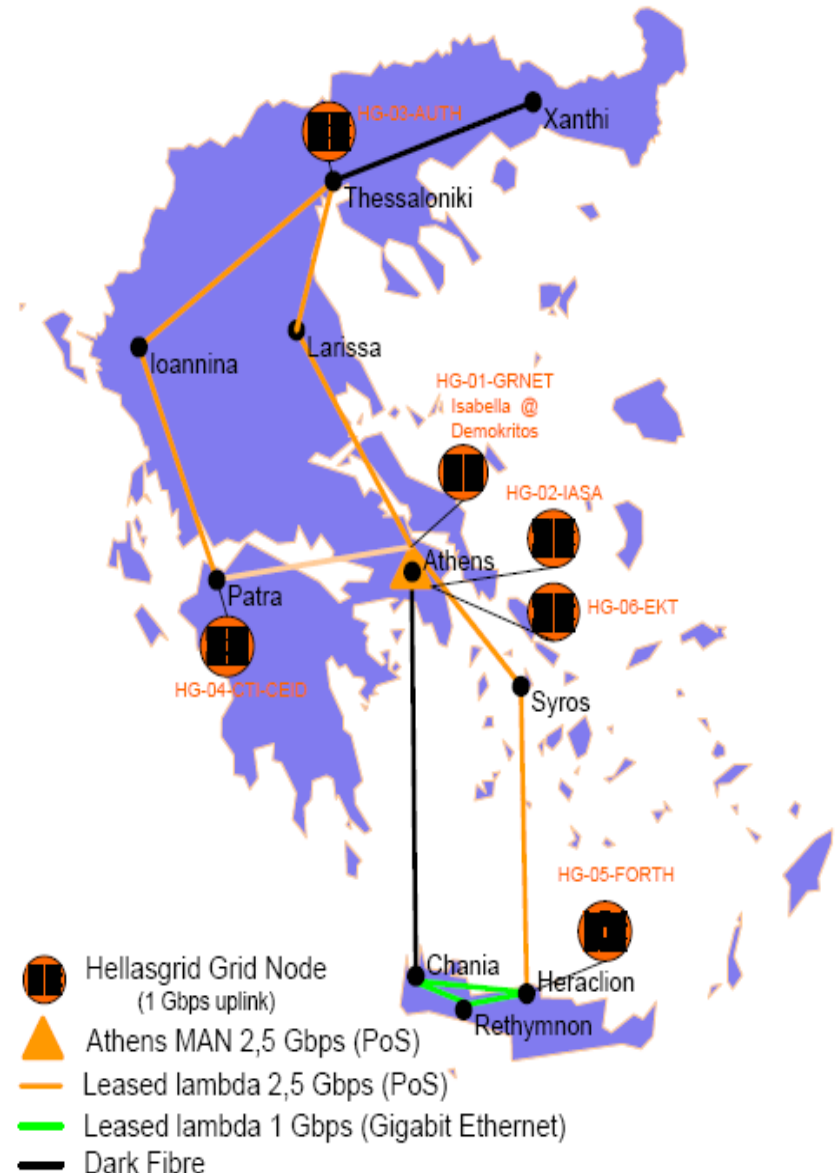 HG-03-AUTH
Xanthi
Thessaloniki
Ioannina
Larissa
HG-01-GRNET
Isabella @
Demokritos
HG-02-IASA
Athens
HG-06-EKT
Patra
HG-04-CTI-CEID
Syros
HG-05-FORTH
Chania
Heraclion
Rethymnon
Hellasgrid Grid Node
(1 Gbps uplink)
Athens MAN 2,5 Gbps (PoS)
Leased lambda 2,5 Gbps (PoS)
Leased lambda 1 Gbps (Gigabit Ethernet)
Dark Fibre